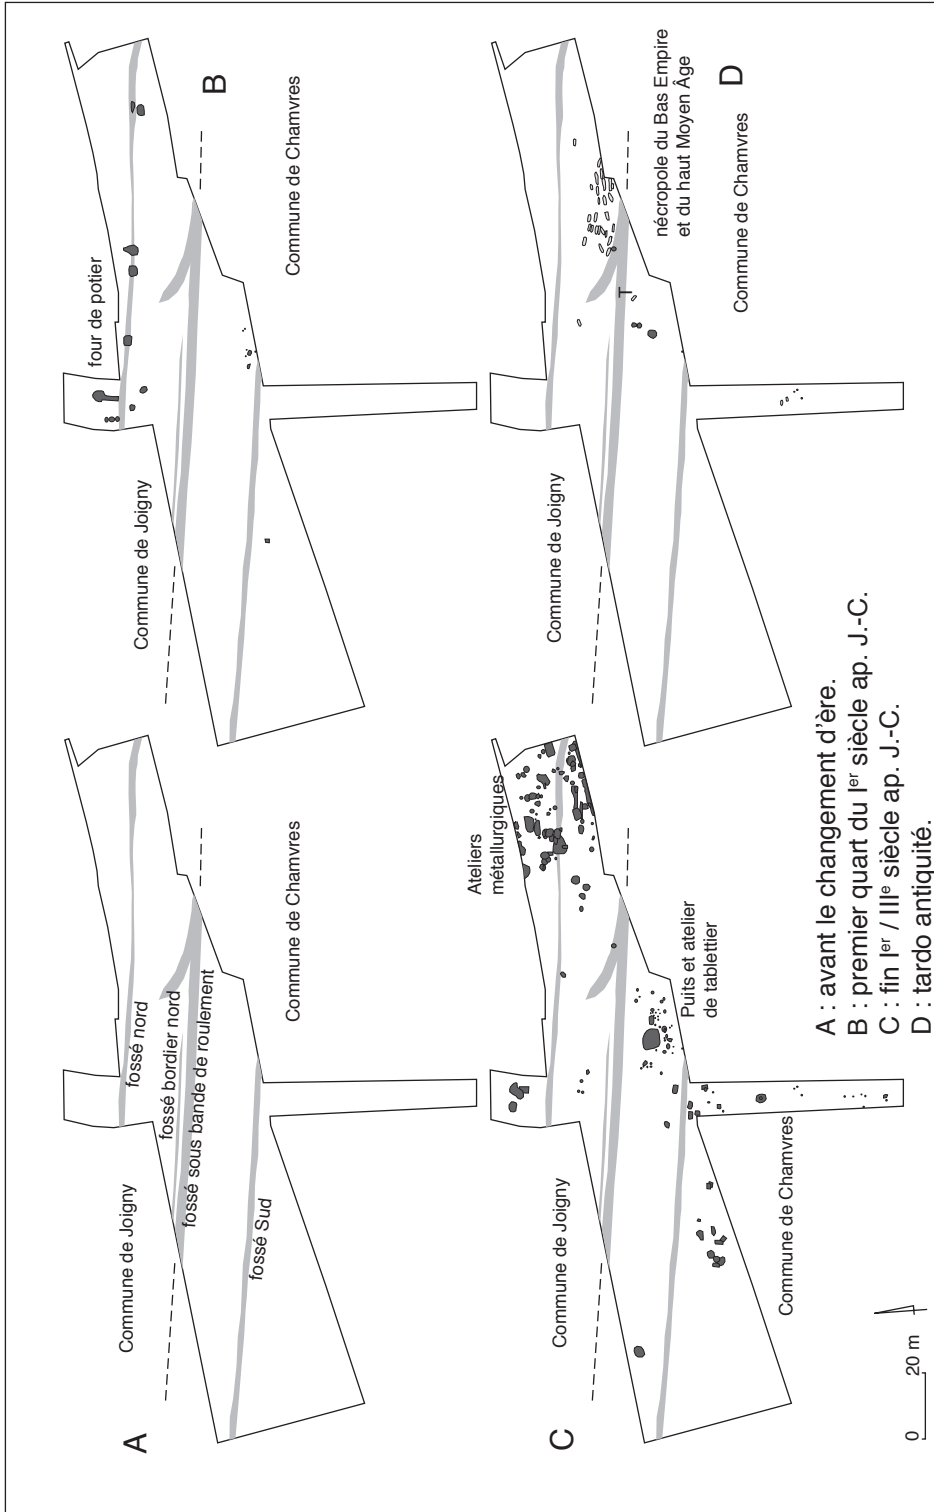 A
Commune de Joigny
fossé nord
fossé bordier nord
fossé sous bande de roulement
fossé Sud
Commune de Chamvres
B
four de potier
Commune de Joigny
Commune de Chamvres
C
Ateliers
métallurgiques
Commune de Joigny
Puits et atelier
de tablettier
Commune de Chamvres
D
Commune de Joigny
T
nécropole du Bas Empire
et du haut Moyen Âge
Commune de Chamvres
0 20 m
A : avant le changement d'ère.
B : premier quart du Ier siècle ap. J.-C.
C : fin Ier / IIIe siècle ap. J.-C.
D : tardo antiquité.